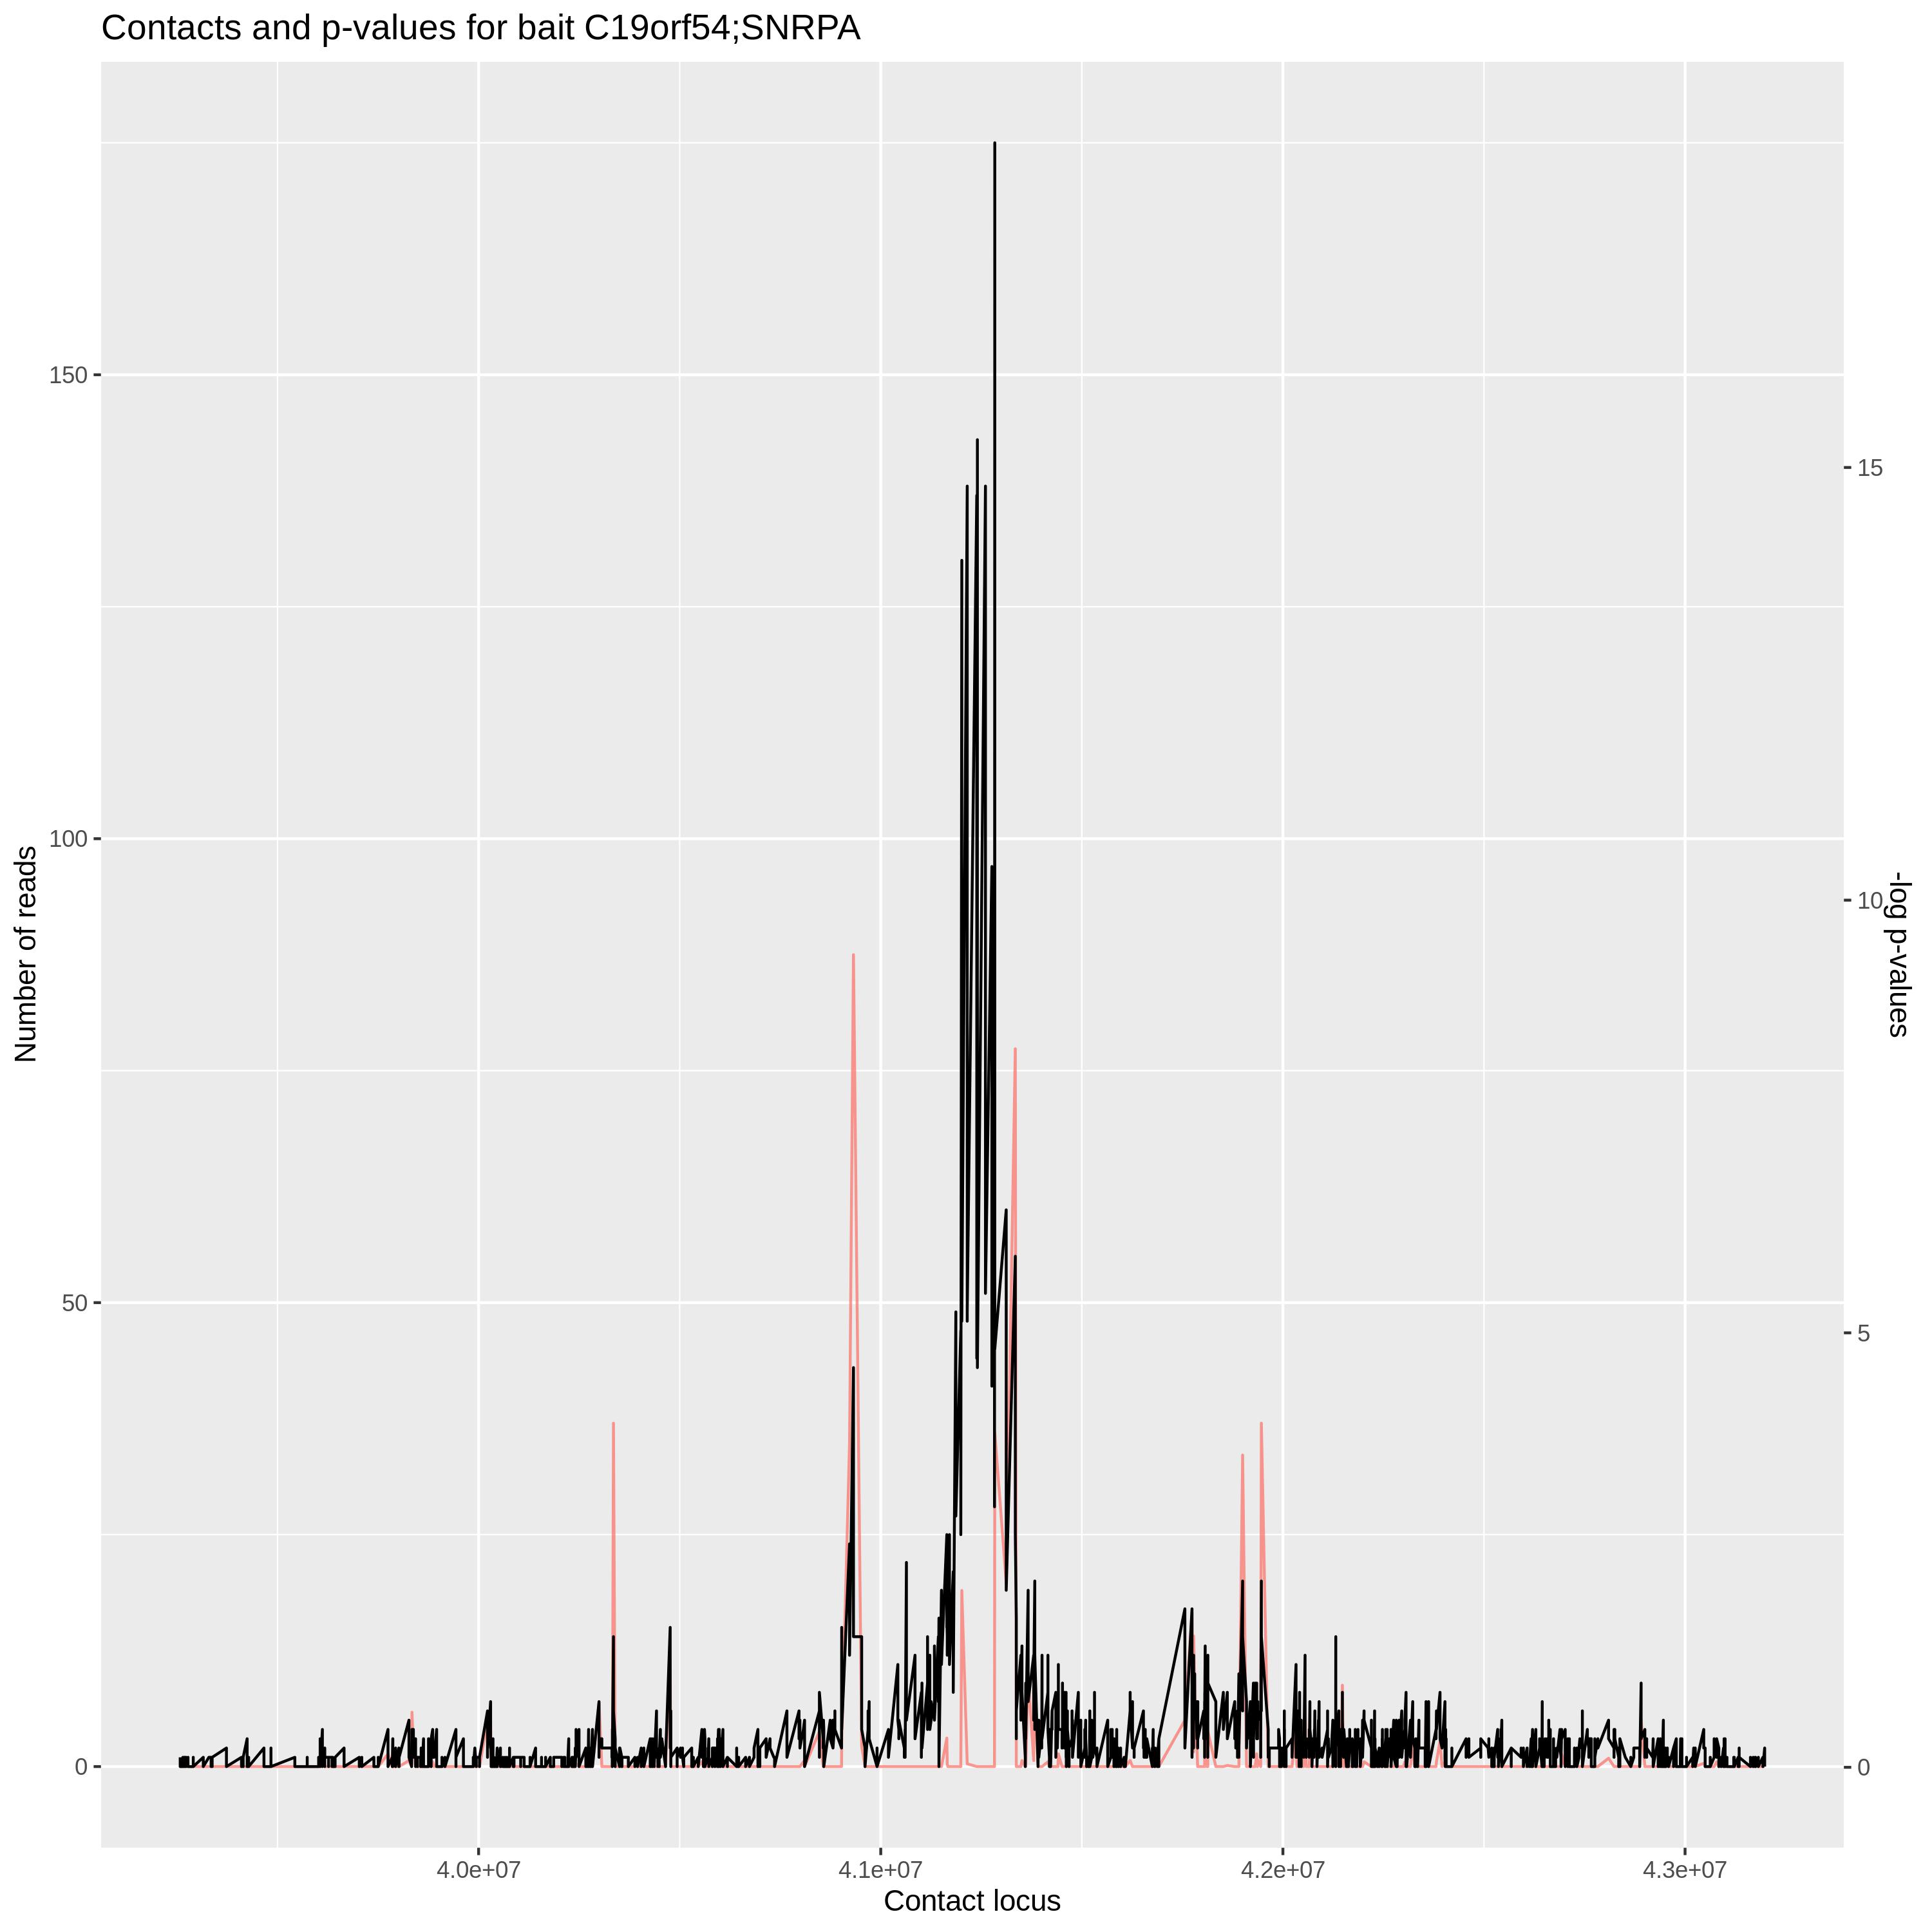 Contacts and p-values for bait C19orf54;SNRPA
150
100
50
0
Number of reads
15
10
5
0
-log p-values
4.0e+07
4.1e+07
4.2e+07
4.3e+07
Contact locus